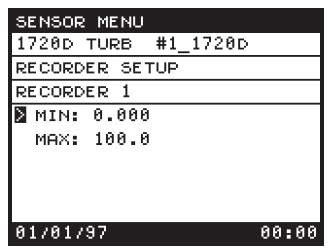 SENSOR MENU
1720D TURB #1_1720D
RECORDER SETUP
RECORDER 1
> MIN: 0.000
MAX: 100.0
01/01/97 00:00